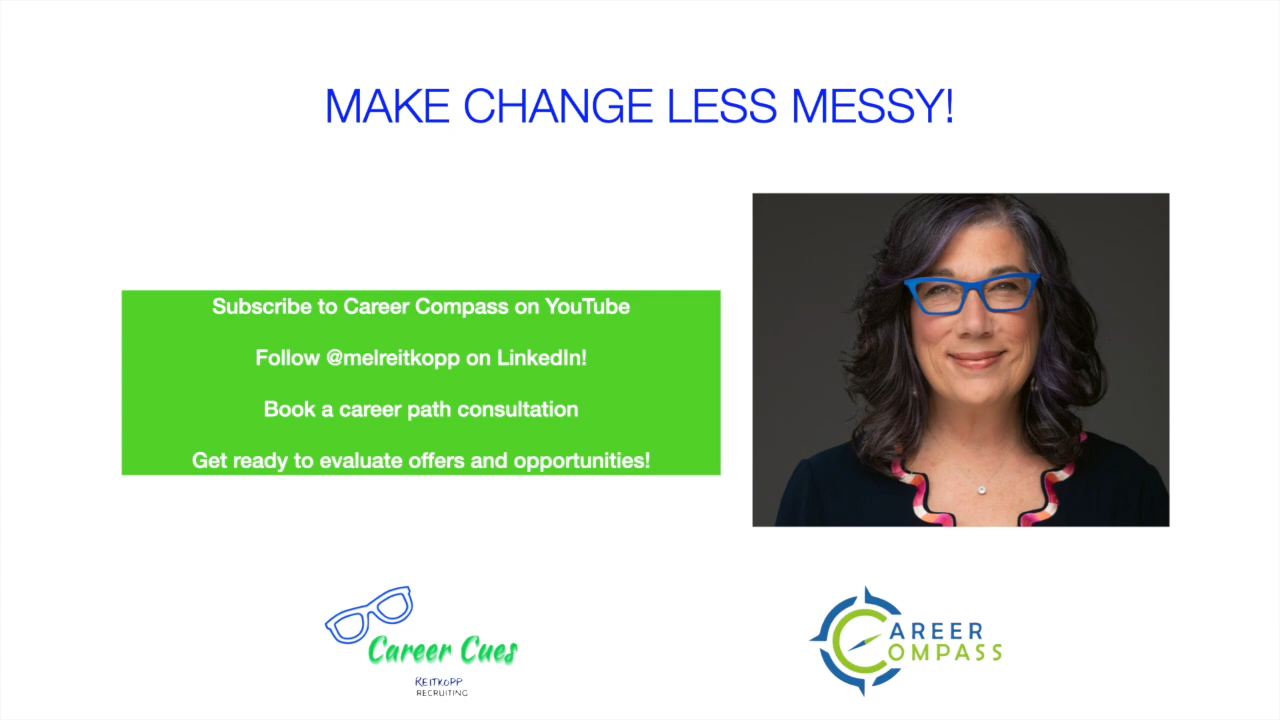 MAKE CHANGE LESS MESSY!
Subscribe to Career Compass on YouTube
Follow @melreitkopp on LinkedIn!
Book a career path consultation
Get ready to evaluate offers and opportunities!
Career Cues
REITKOPP
RECRUITING
CAREER
COMPASS